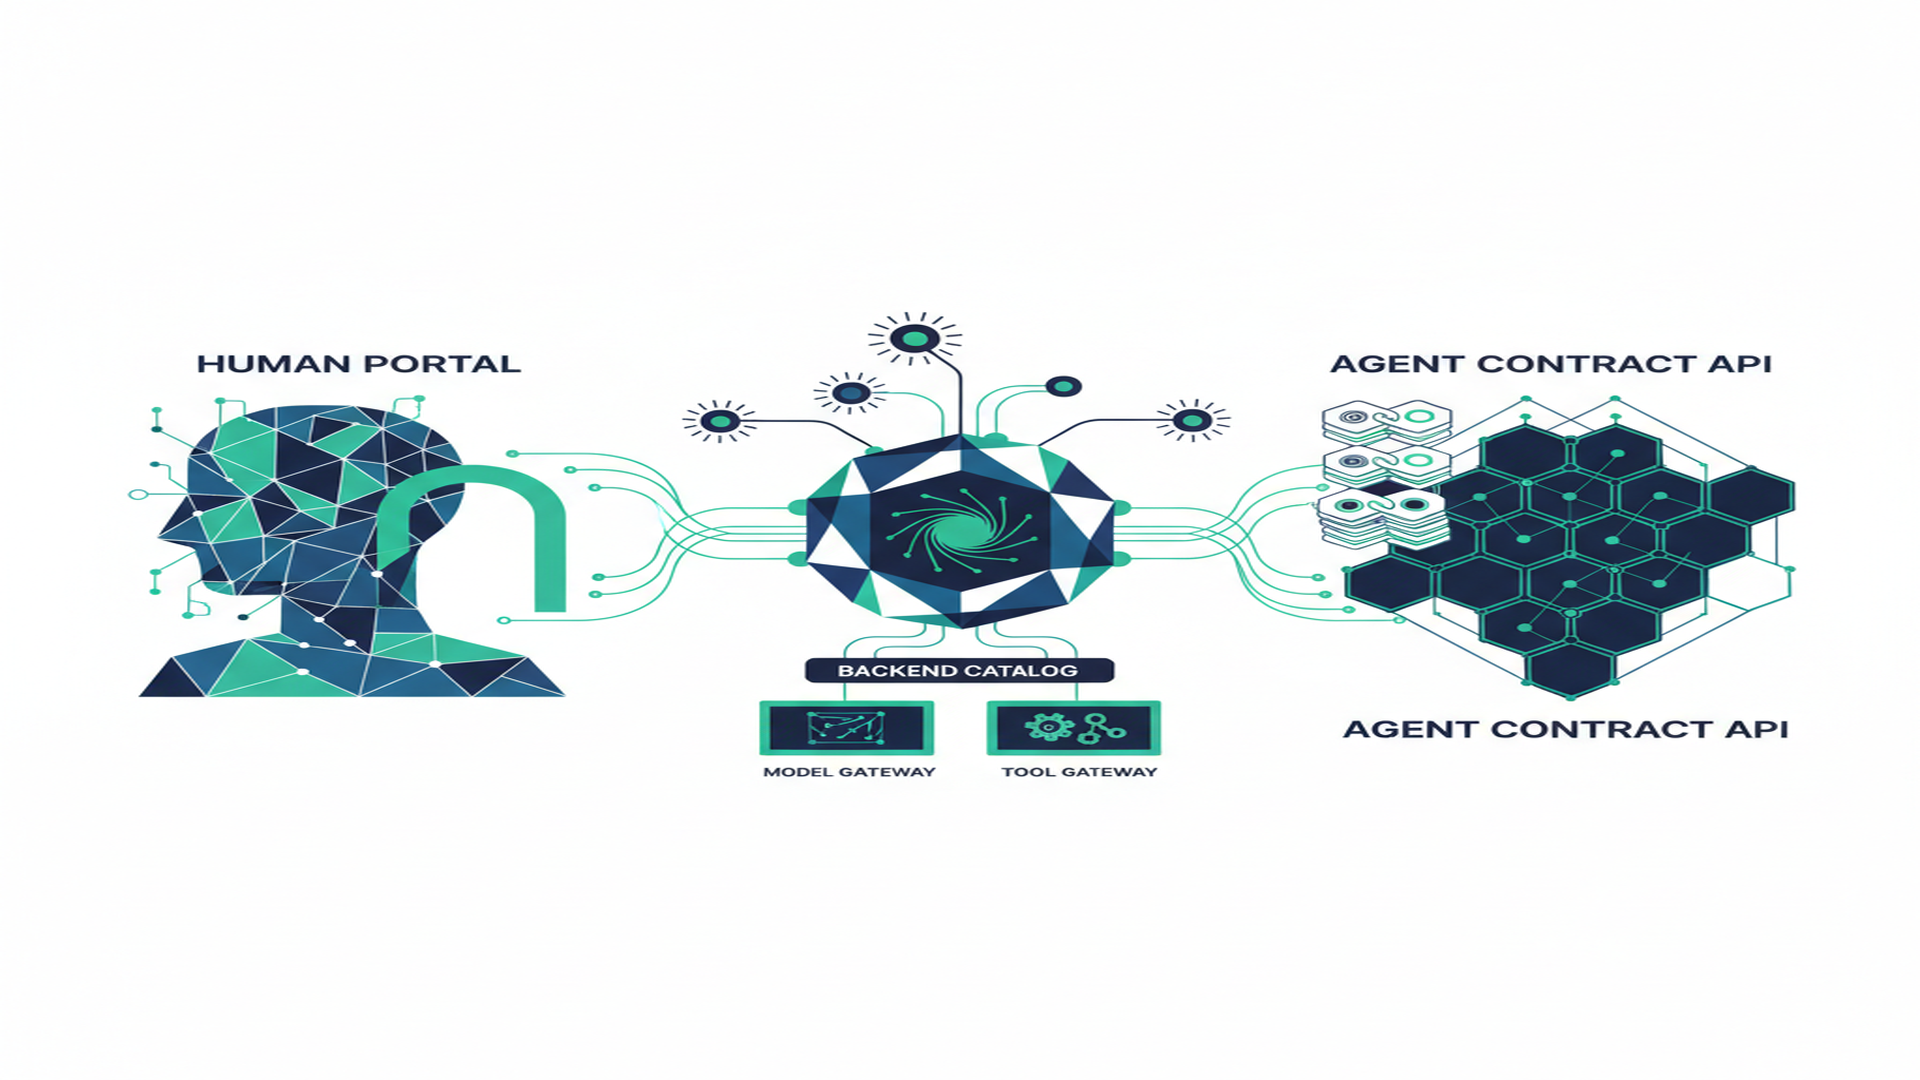 HUMAN PORTAL
AGENT CONTRACT API
BACKEND CATALOG
AGENT CONTRACT API
MODEL GATEWAY
TOOL GATEWAY